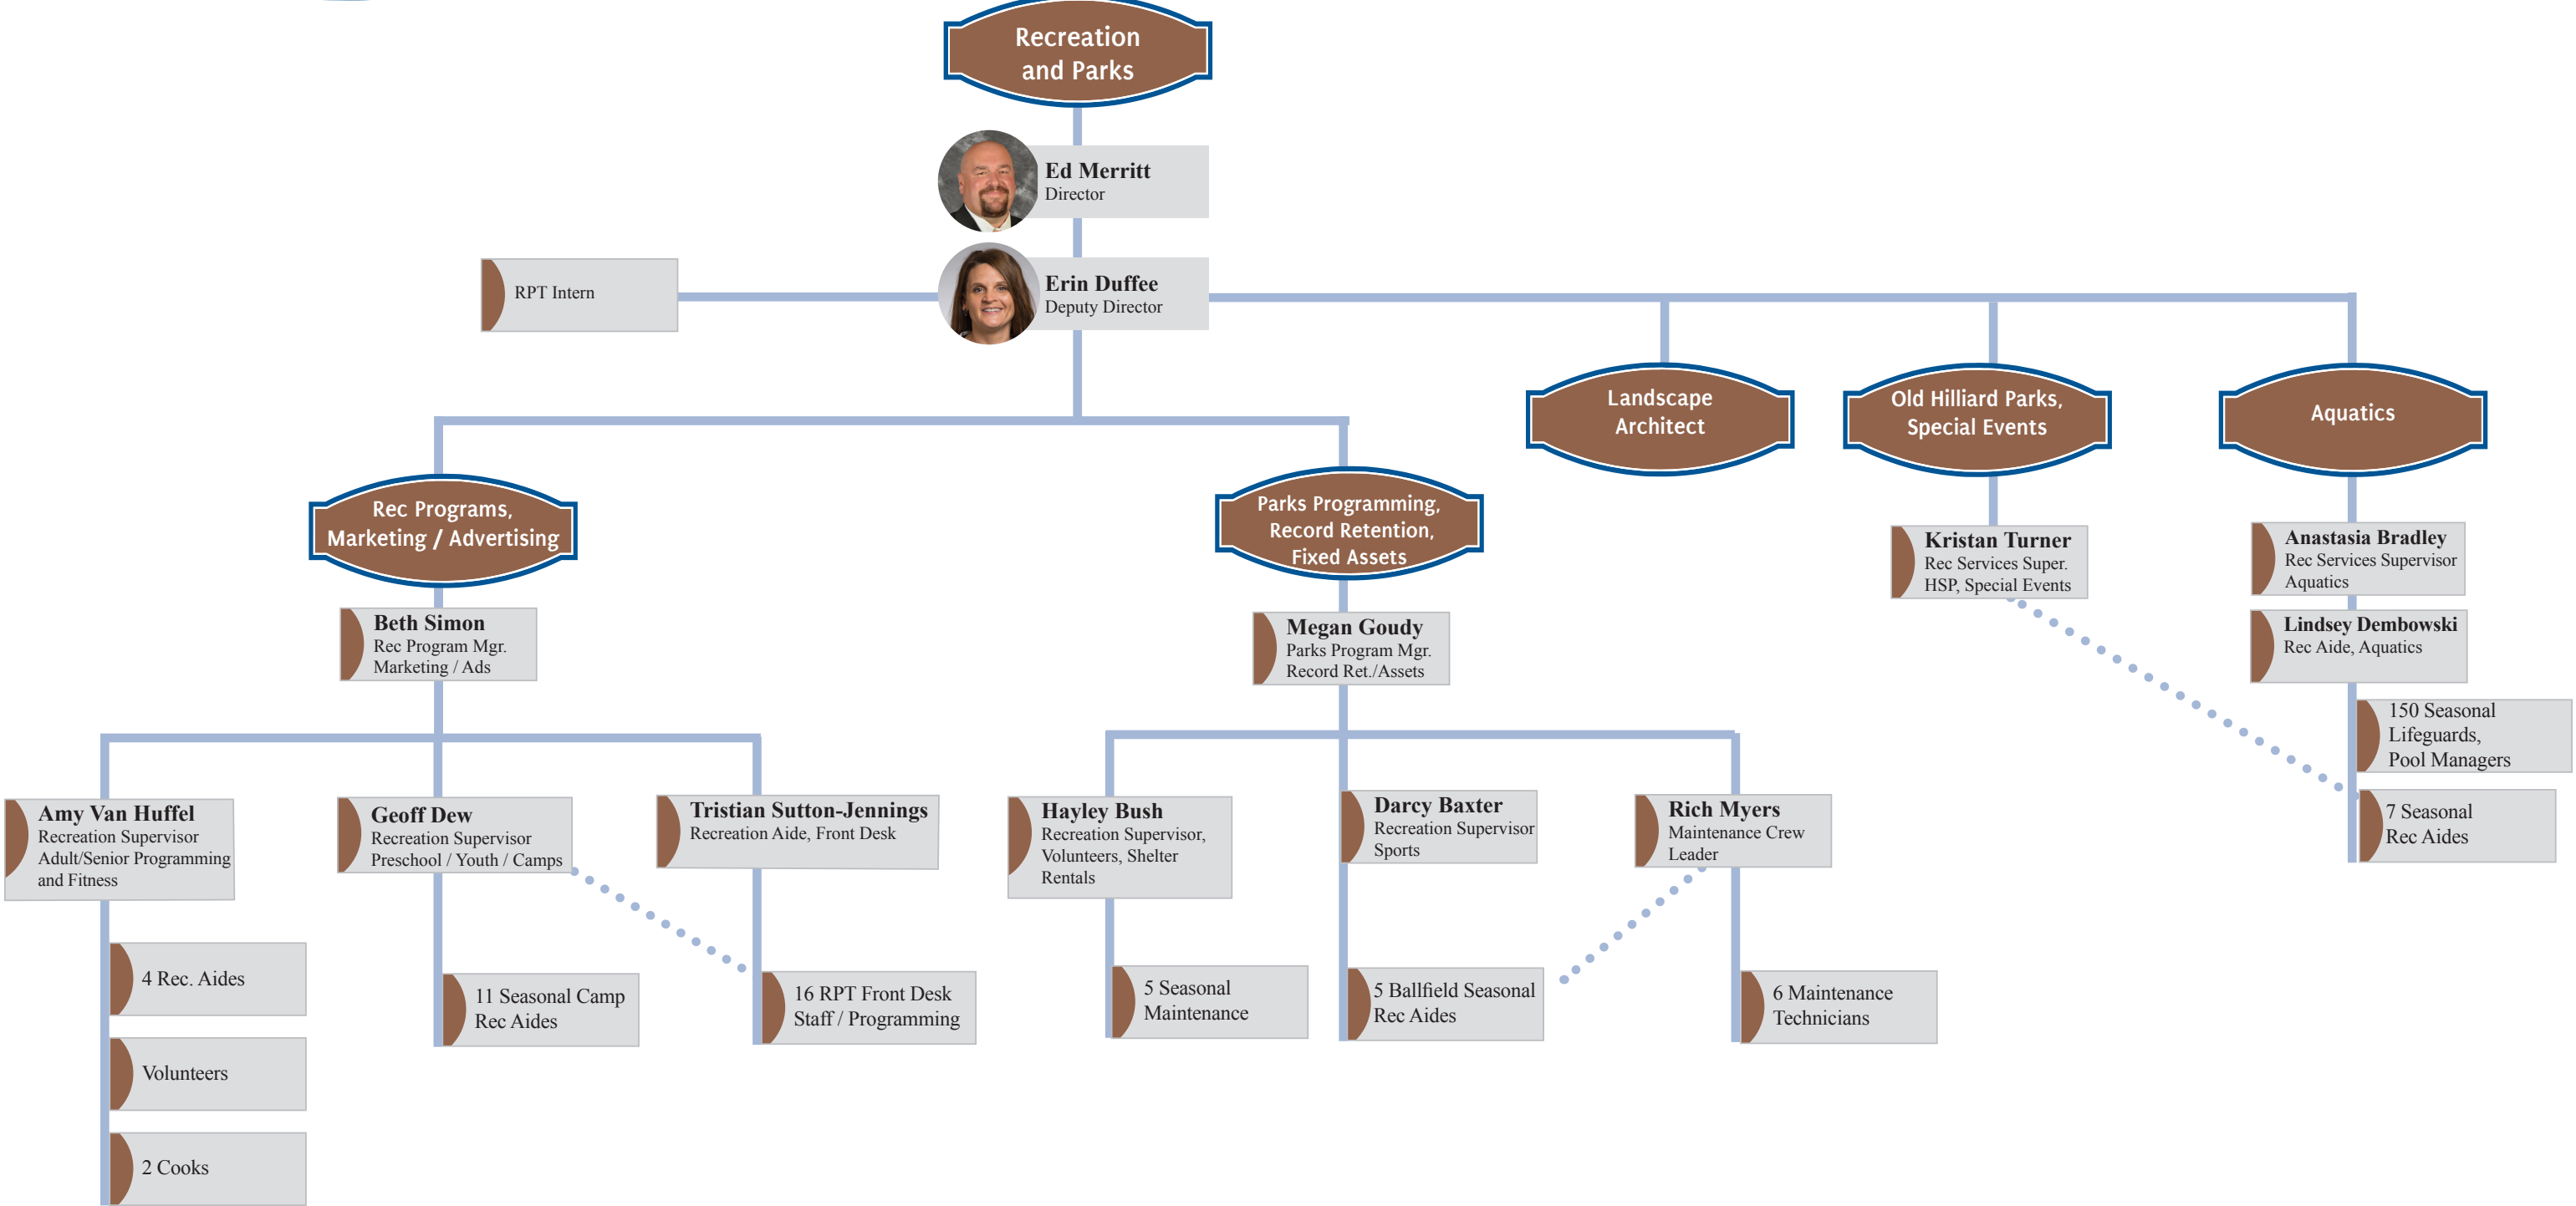 Recreation
and Parks
Ed Merritt
Director
RPT Intern
Erin Duffee
Deputy Director
Landscape
Architect
Old Hilliard Parks,
Special Events
Aquatics
Rec Programs,
Marketing / Advertising
Parks Programming,
Record Retention,
Fixed Assets
Kristan Turner
Rec Services Super.
HSP, Special Events
Anastasia Bradley
Rec Services Supervisor
Aquatics
Beth Simon
Rec Program Mgr.
Marketing / Ads
Megan Goudy
Parks Program Mgr.
Record Ret./Assets
Lindsey Dembowski
Rec Aide, Aquatics
150 Seasonal
Lifeguards,
Pool Managers
7 Seasonal
Rec Aides
Amy Van Huffel
Recreation Supervisor
Adult/Senior Programming
and Fitness
Geoff Dew
Recreation Supervisor
Preschool / Youth / Camps
Tristian Sutton-Jennings
Recreation Aide, Front Desk
Hayley Bush
Recreation Supervisor,
Volunteers, Shelter
Rentals
Darcy Baxter
Recreation Supervisor
Sports
Rich Myers
Maintenance Crew
Leader
4 Rec. Aides
11 Seasonal Camp
Rec Aides
16 RPT Front Desk
Staff / Programming
5 Seasonal
Maintenance
5 Ballfield Seasonal
Rec Aides
6 Maintenance
Technicians
Volunteers
2 Cooks